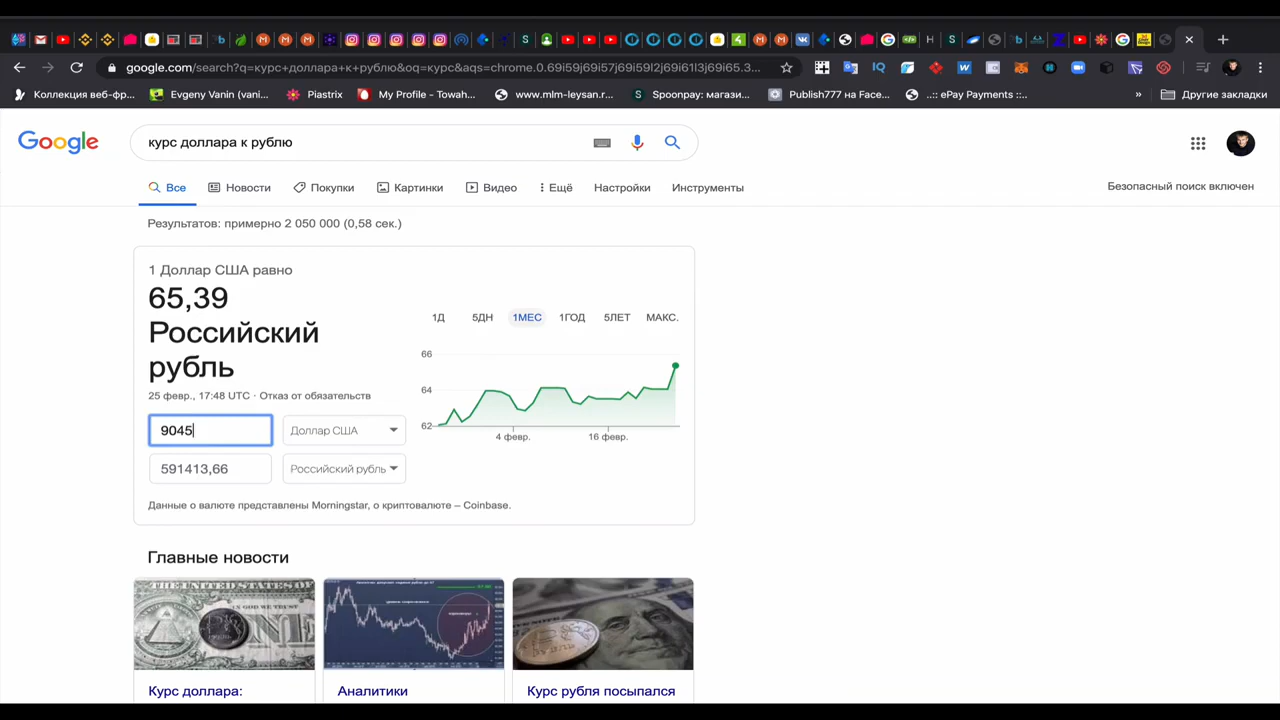 google.com/search?q=курс+доллара+к+рублю&oq=курс&aqs=chrome.0.69i59j69i57j69i59l2j69i61l3j69i65.3...
Коллекция веб-фр... Evgeny Vanin (vani... Piastrix My Profile - Towah... www.mlm-leysan.r... Spoonpay: магази... Publish777 на Face... ..:: ePay Payments ::.. » Другие закладки
Google
курс доллара к рублю
Все Новости Покупки Картинки Видео Ещё Настройки Инструменты Безопасный поиск включен
Результатов: примерно 2 050 000 (0,58 сек.)
1 Доллар США равно
65,39
Российский
рубль
25 февр., 17:48 UTC · Отказ от обязательств
9045 Доллар США
591413,66 Российский рубль
1Д 5ДН 1МЕС 1ГОД 5ЛЕТ МАКС.
66
64
62
4 февр. 16 февр.
Данные о валюте представлены Morningstar, о криптовалюте – Coinbase.
Главные новости
THE UNITED STATES OF
Курс доллара: Аналитики Курс рубля посыпался